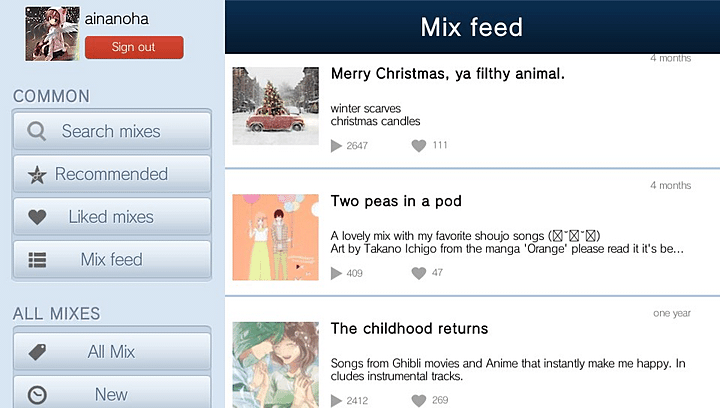 ainanoha
Sign out
COMMON
Search mixes
Recommended
Liked mixes
Mix feed
ALL MIXES
All Mix
New
Mix feed
4 months
Merry Christmas, ya filthy animal.
winter scarves
christmas candles
2647 111
4 months
Two peas in a pod
A lovely mix with my favorite shoujo songs (☒˘☒˘☒)
Art by Takano Ichigo from the manga 'Orange' please read it it's be...
409 47
one year
The childhood returns
Songs from Ghibli movies and Anime that instantly make me happy. In
cludes instrumental tracks.
2412 269